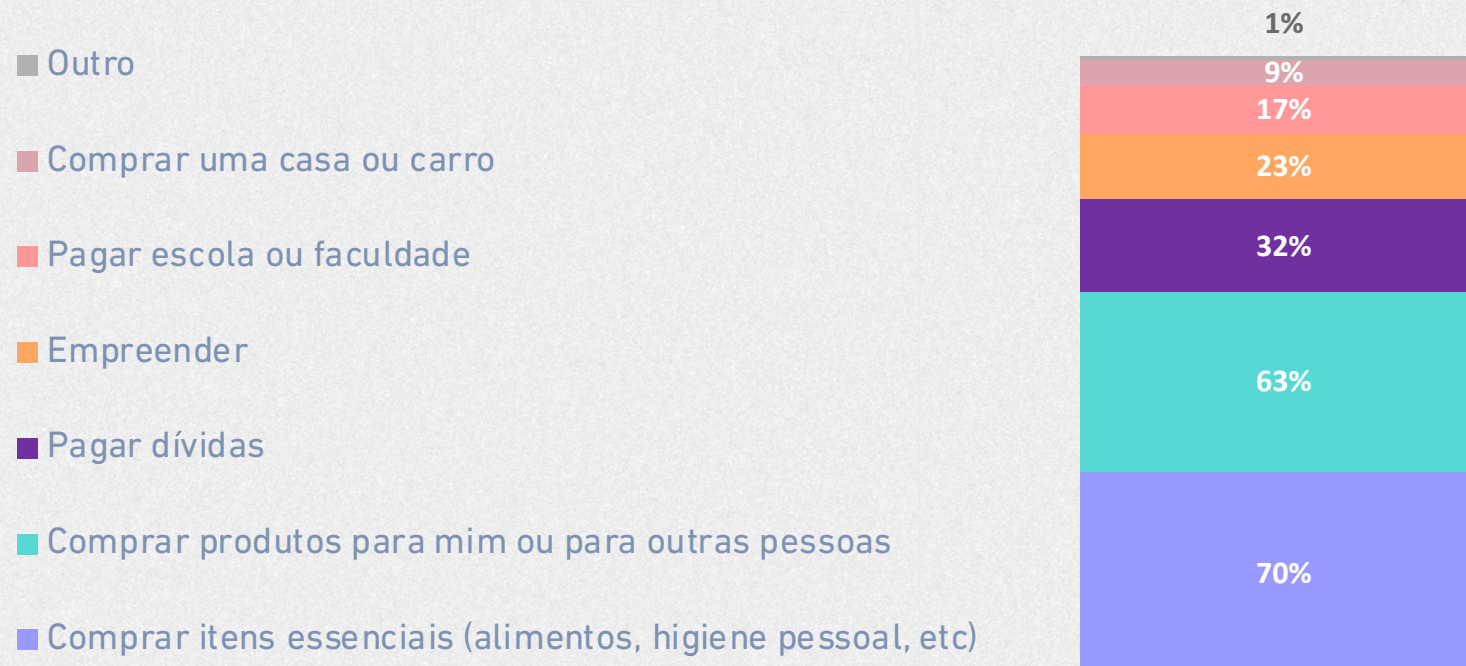 Outro
Comprar uma casa ou carro
Pagar escola ou faculdade
Empreender
Pagar dívidas
Comprar produtos para mim ou para outras pessoas
Comprar itens essenciais (alimentos, higiene pessoal, etc)
1%
9%
17%
23%
32%
63%
70%